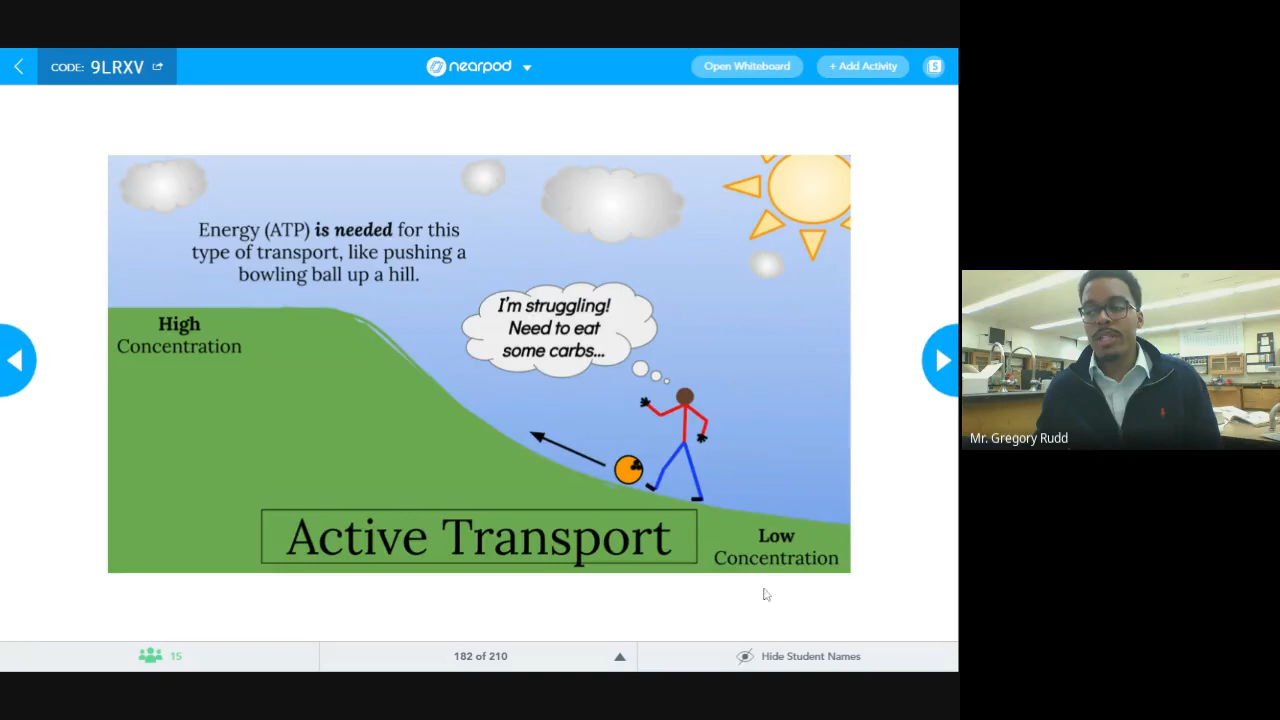 CODE: 9LRXV
nearpod
Open Whiteboard
+ Add Activity
5
Energy (ATP) is needed for this
type of transport, like pushing a
bowling ball up a hill.
High
Concentration
I'm struggling!
Need to eat
some carbs...
Active Transport
Low
Concentration
Mr. Gregory Rudd
15
182 of 210
Hide Student Names